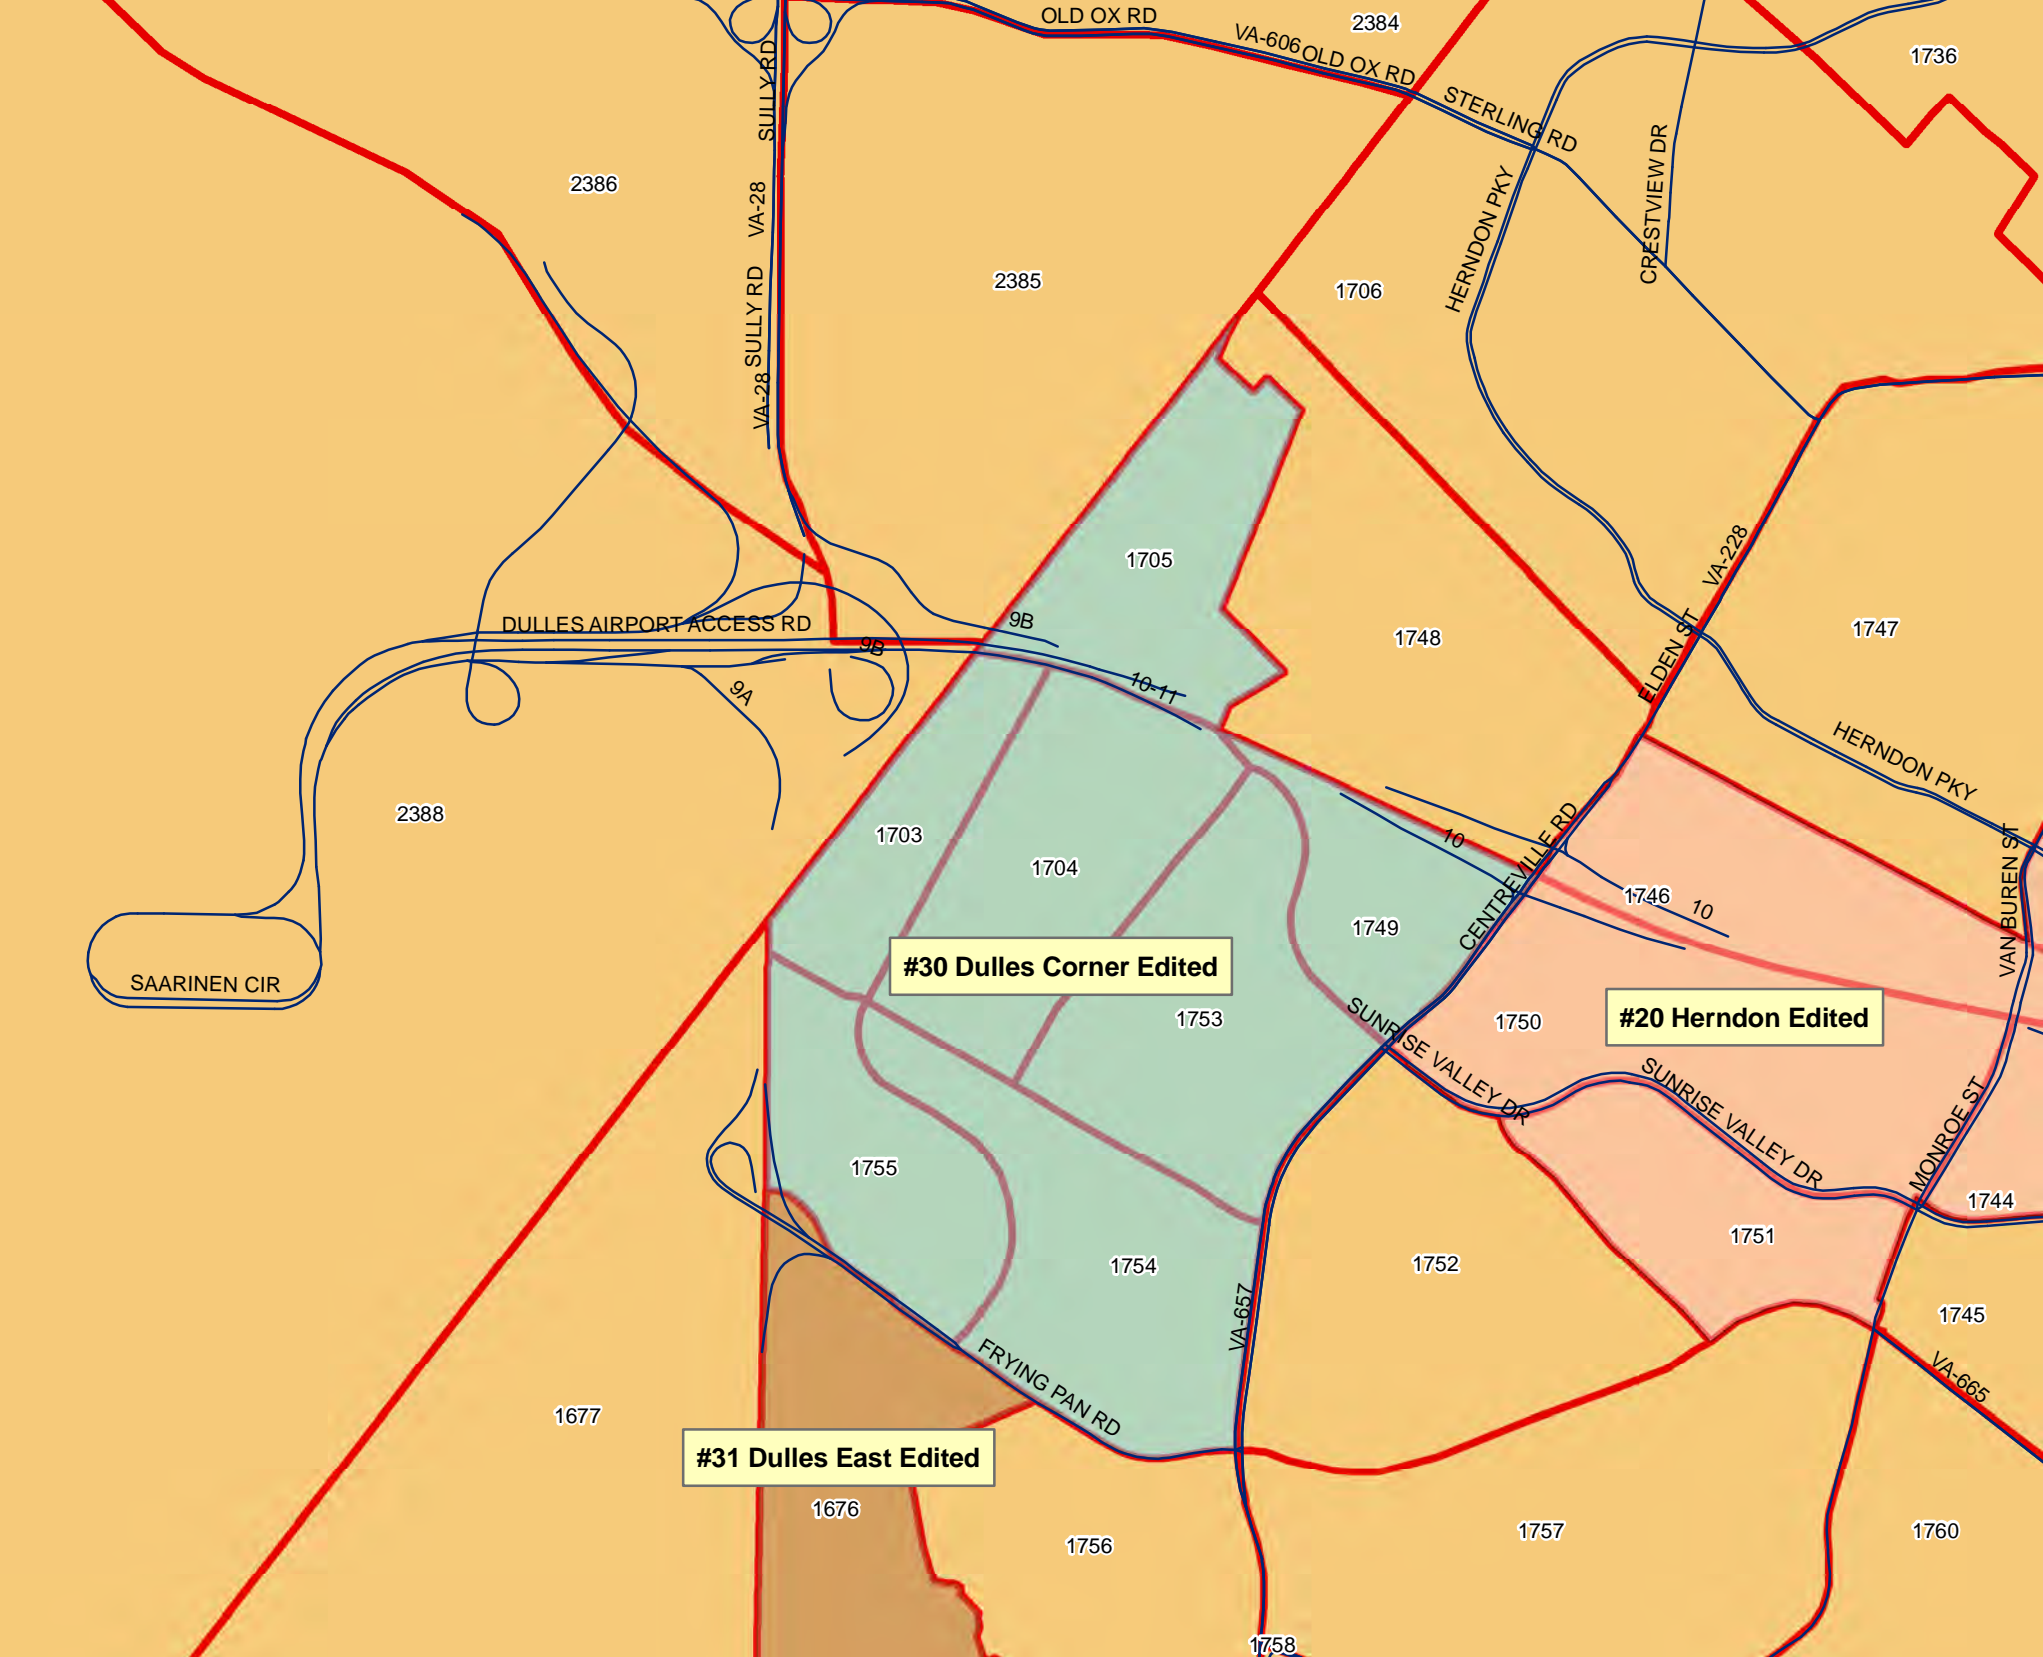 OLD OX RD
2384
VA-606
OLD OX RD
1736
SULLY RD
STERLING RD
CRESTVIEW DR
2386
VA-28
HERNDON PKY
2385
1706
SULLY RD
VA-28
1705
VA-228
DULLES AIRPORT ACCESS RD
9B
9B
1748
1747
ELDEN ST
9A
10-11
HERNDON PKY
2388
1703
1704
10
CENTREVILLE RD
1746
10
VAN BUREN ST
1749
#30 Dulles Corner Edited
SAARINEN CIR
1753
1750
#20 Herndon Edited
SUNRISE VALLEY DR
SUNRISE VALLEY DR
MONROE ST
1755
1744
1751
1754
1752
VA-657
1745
FRYING PAN RD
VA-665
1677
#31 Dulles East Edited
1676
1756
1757
1760
1758